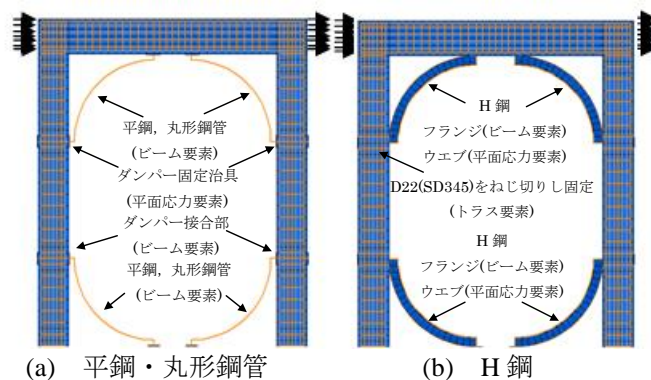 平鋼，丸形鋼管
(ビーム要素)
ダンパー固定治具
(平面応力要素)
ダンパー接合部
(ビーム要素)
平鋼，丸形鋼管
(ビーム要素)
(a) 平鋼・丸形鋼管
H 鋼
フランジ(ビーム要素)
ウエブ(平面応力要素)
D22(SD345)をねじ切りし固定
(トラス要素)
H 鋼
フランジ(ビーム要素)
ウエブ(平面応力要素)
(b) H 鋼